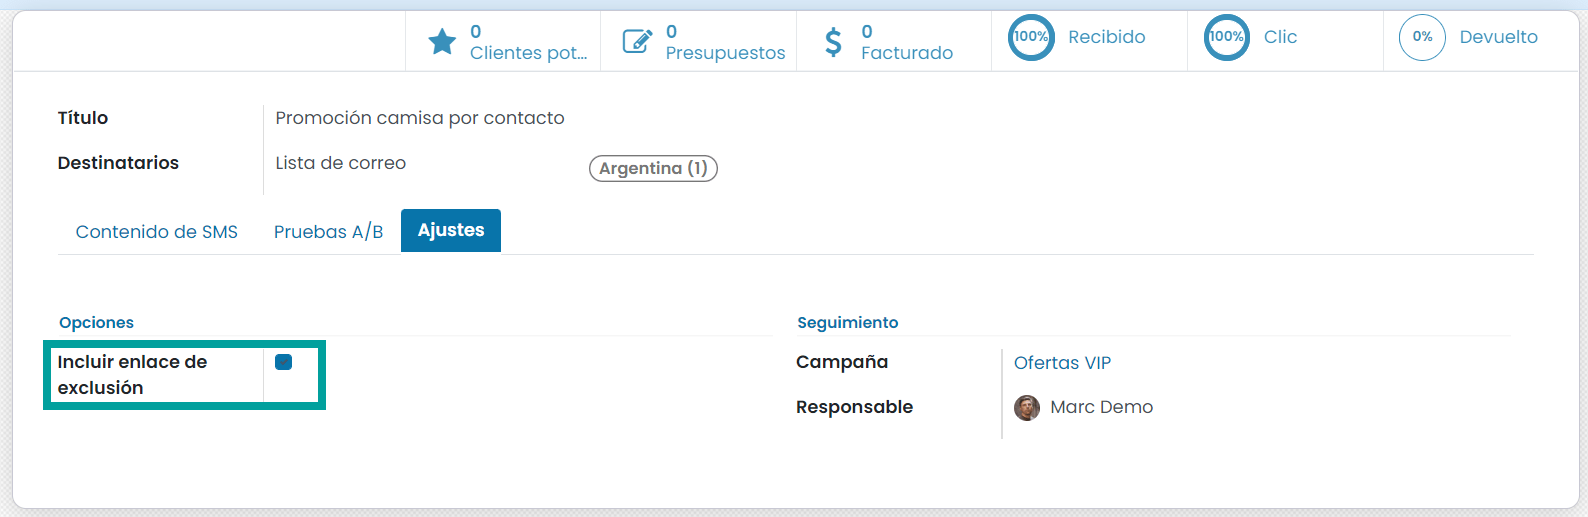 0
Clientes pot...
0
Presupuestos
0
Facturado
100%
Recibido
100%
Clic
0%
Devuelto
Título
Promoción camisa por contacto
Destinatarios
Lista de correo
Argentina (1)
Contenido de SMS
Pruebas A/B
Ajustes
Opciones
Incluir enlace de
exclusión
Seguimiento
Campaña
Ofertas VIP
Responsable
Marc Demo